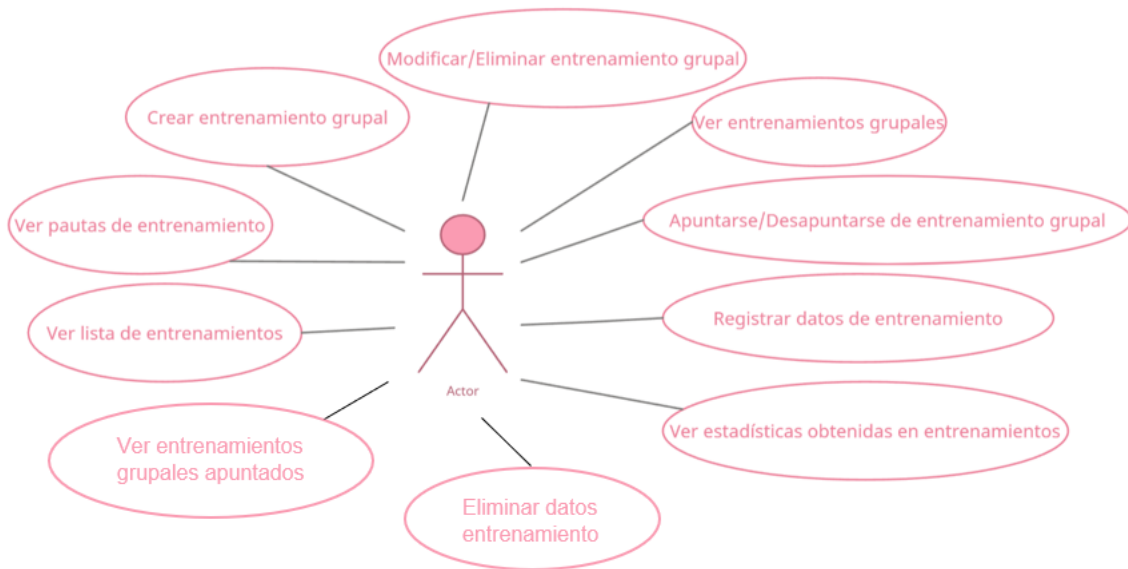 Modificar/Eliminar entrenamiento grupal
Crear entrenamiento grupal
Ver entrenamientos grupales
Ver pautas de entrenamiento
Apuntarse/Desapuntarse de entrenamiento grupal
Ver lista de entrenamientos
Registrar datos de entrenamiento
Actor
Ver estadísticas obtenidas en entrenamientos
Ver entrenamientos
grupales apuntados
Eliminar datos
entrenamiento